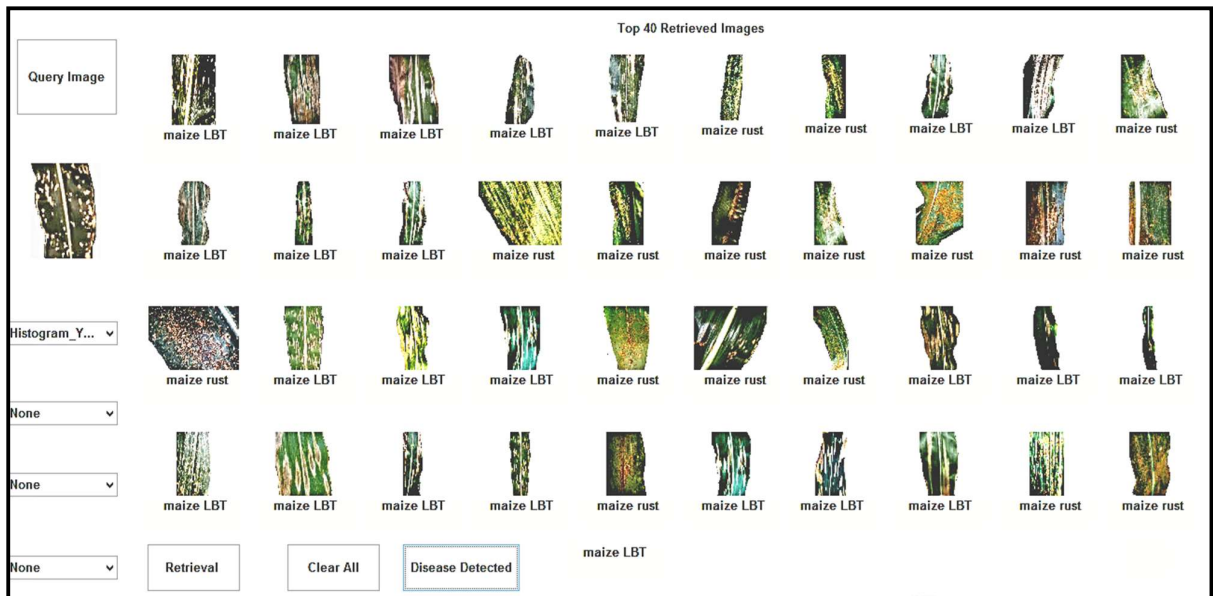 Top 40 Retrieved Images
Query Image
maize LBT maize LBT maize LBT maize LBT maize LBT maize rust maize rust maize LBT maize LBT maize rust
maize LBT maize LBT maize LBT maize rust maize rust maize rust maize rust maize rust maize rust maize rust
Histogram_Y...
maize rust maize LBT maize LBT maize LBT maize rust maize rust maize rust maize LBT maize LBT maize LBT
None
None
maize LBT maize LBT maize LBT maize LBT maize rust maize LBT maize LBT maize LBT maize rust maize rust
None
Retrieval
Clear All
Disease Detected
maize LBT